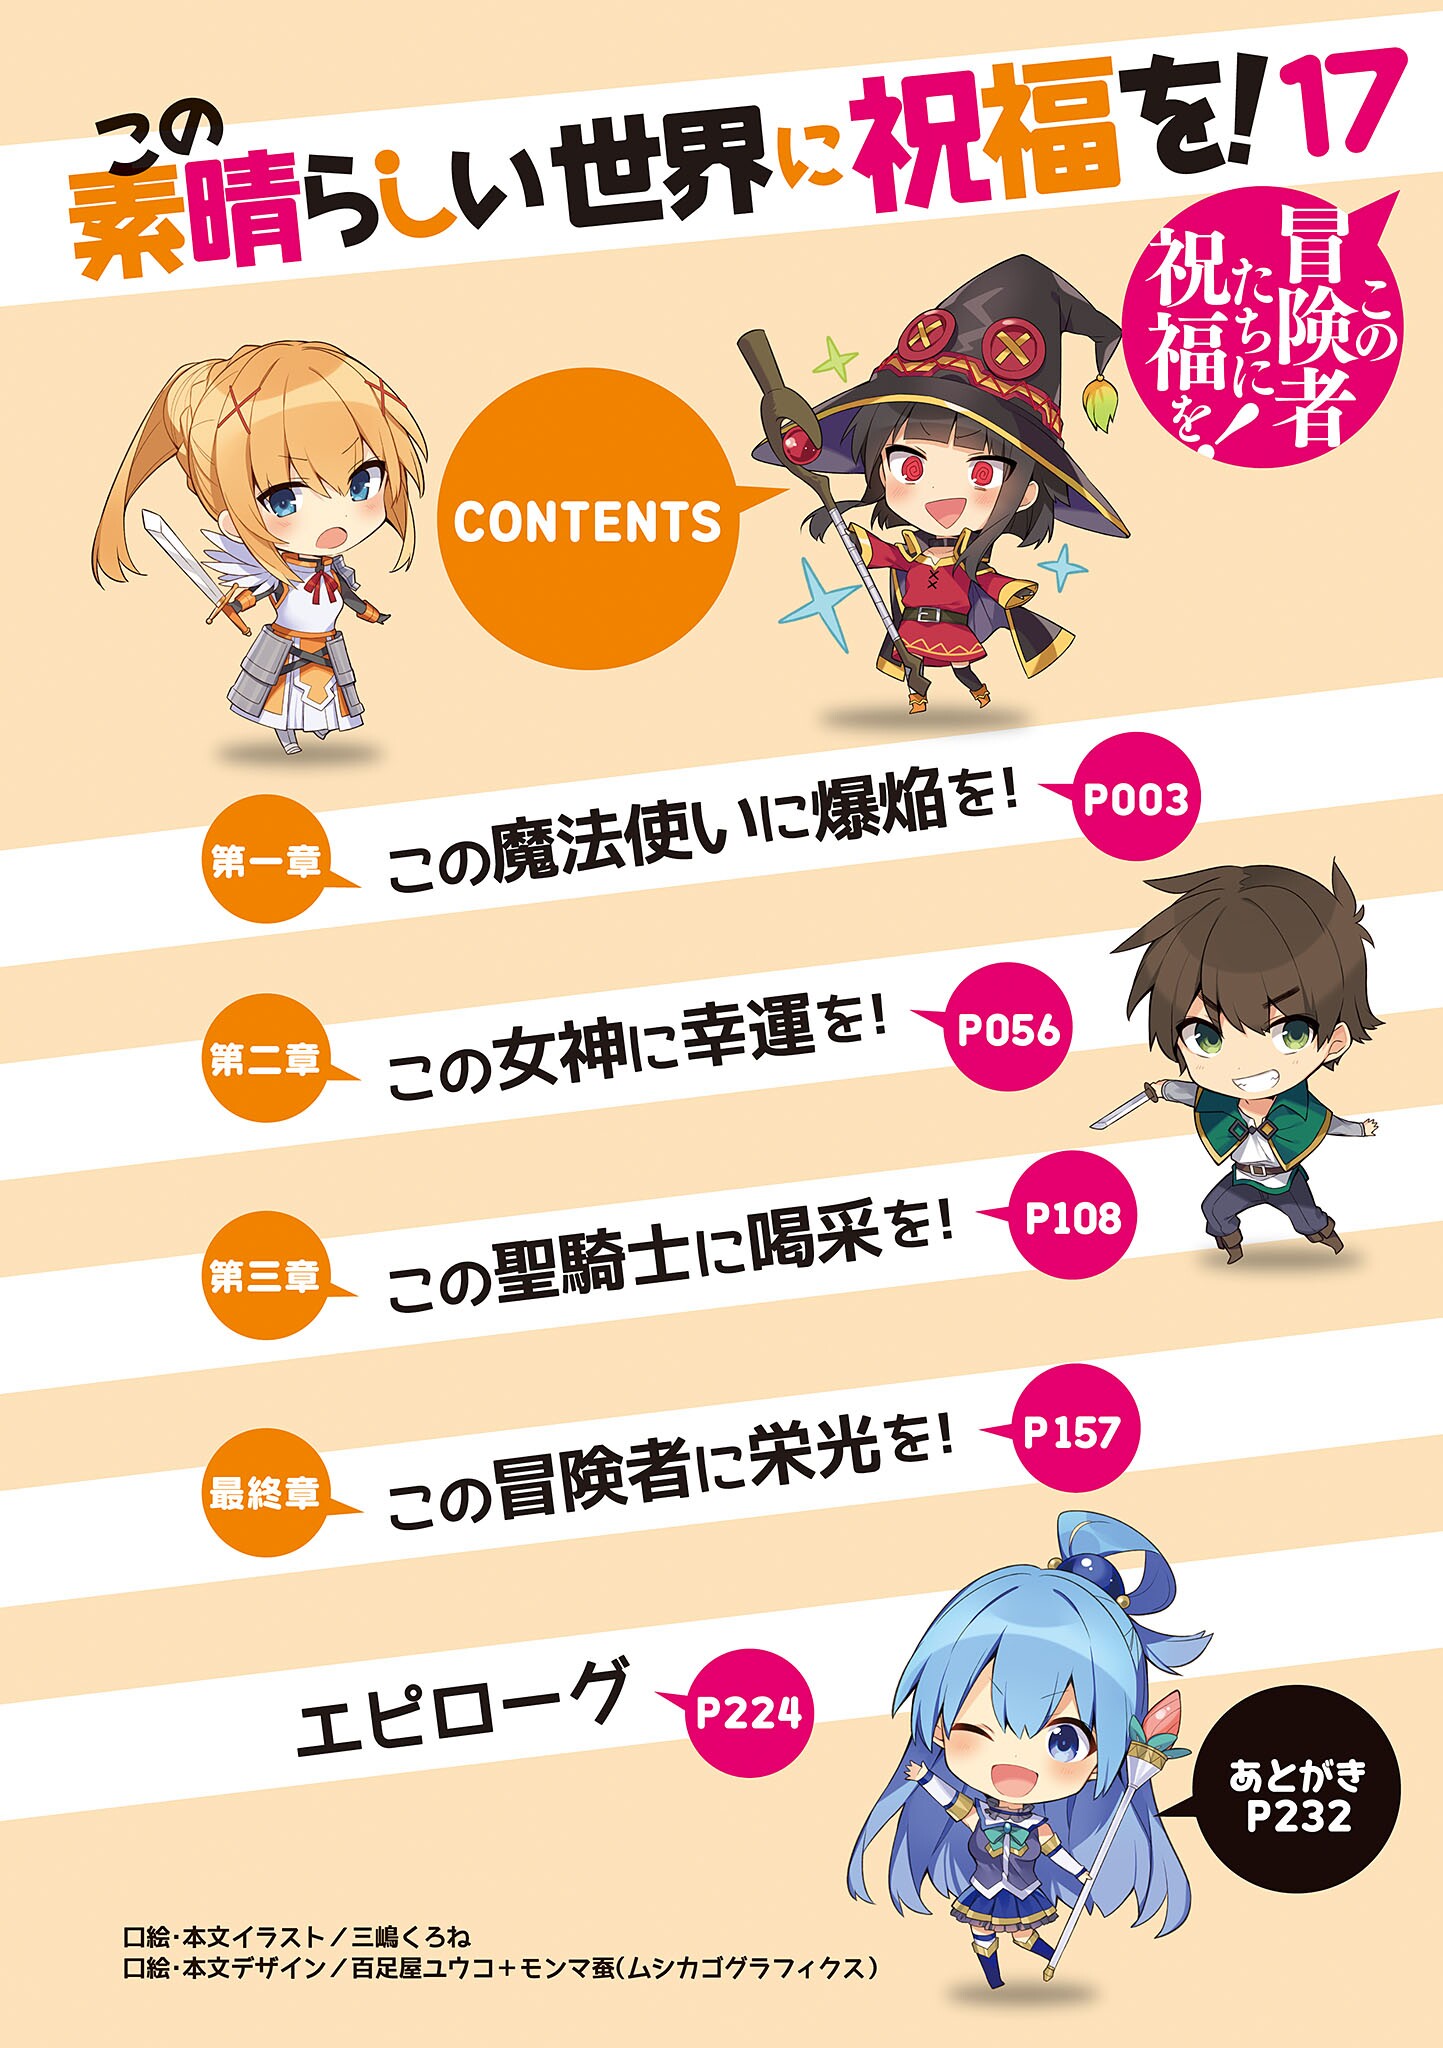 この
素晴らしい世界に祝福を!17
この
冒険者
たちに
祝福を!
CONTENTS
第一章 この魔法使いに爆焔を! P003
第二章 この女神に幸運を! P056
第三章 この聖騎士に喝采を! P108
最終章 この冒険者に栄光を! P157
エピローグ P224
あとがき
P232
口絵・本文イラスト/三嶋くろね
口絵・本文デザイン/百足屋ユウコ+モンマ蚕(ムシカゴグラフィクス)